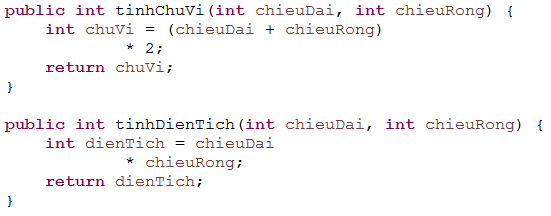 public int tinhChuVi(int chieuDai, int chieuRong) {
    int chuVi = (chieuDai + chieuRong)
            * 2;
    return chuVi;
}

public int tinhDienTich(int chieuDai, int chieuRong) {
    int dienTich = chieuDai
            * chieuRong;
    return dienTich;
}